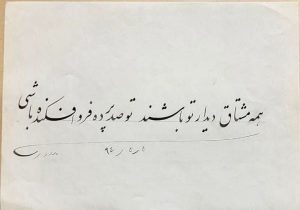 همه مشتاق دیدار تو باشند تو صد پرده فرو افکنده باشی